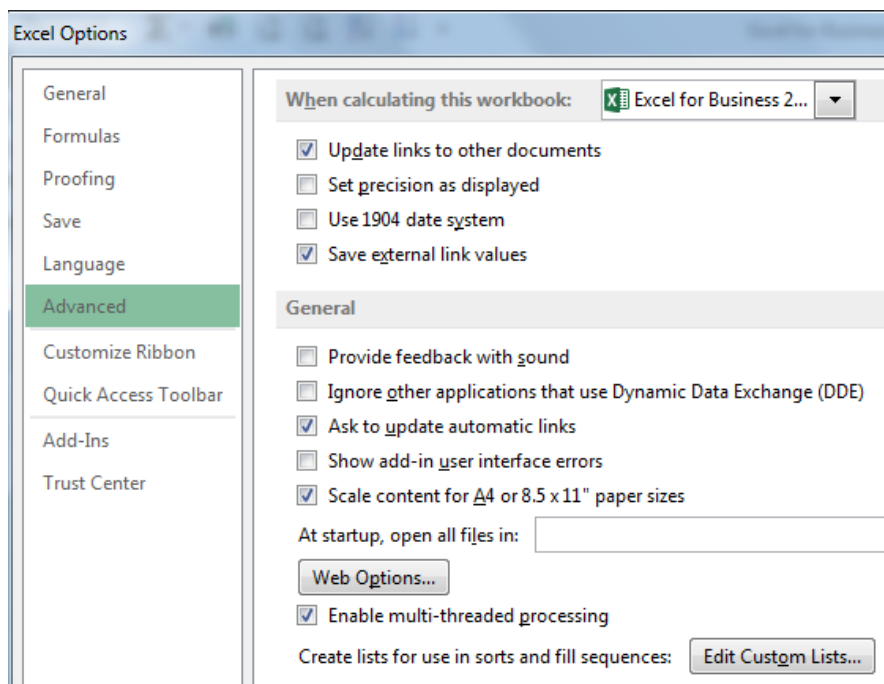 Excel Options
General
Formulas
Proofing
Save
Language
Advanced
Customize Ribbon
Quick Access Toolbar
Add-Ins
Trust Center
When calculating this workbook: Excel for Business 2...
Update links to other documents
Set precision as displayed
Use 1904 date system
Save external link values
General
Provide feedback with sound
Ignore other applications that use Dynamic Data Exchange (DDE)
Ask to update automatic links
Show add-in user interface errors
Scale content for A4 or 8.5 x 11" paper sizes
At startup, open all files in:
Web Options...
Enable multi-threaded processing
Create lists for use in sorts and fill sequences: Edit Custom Lists...